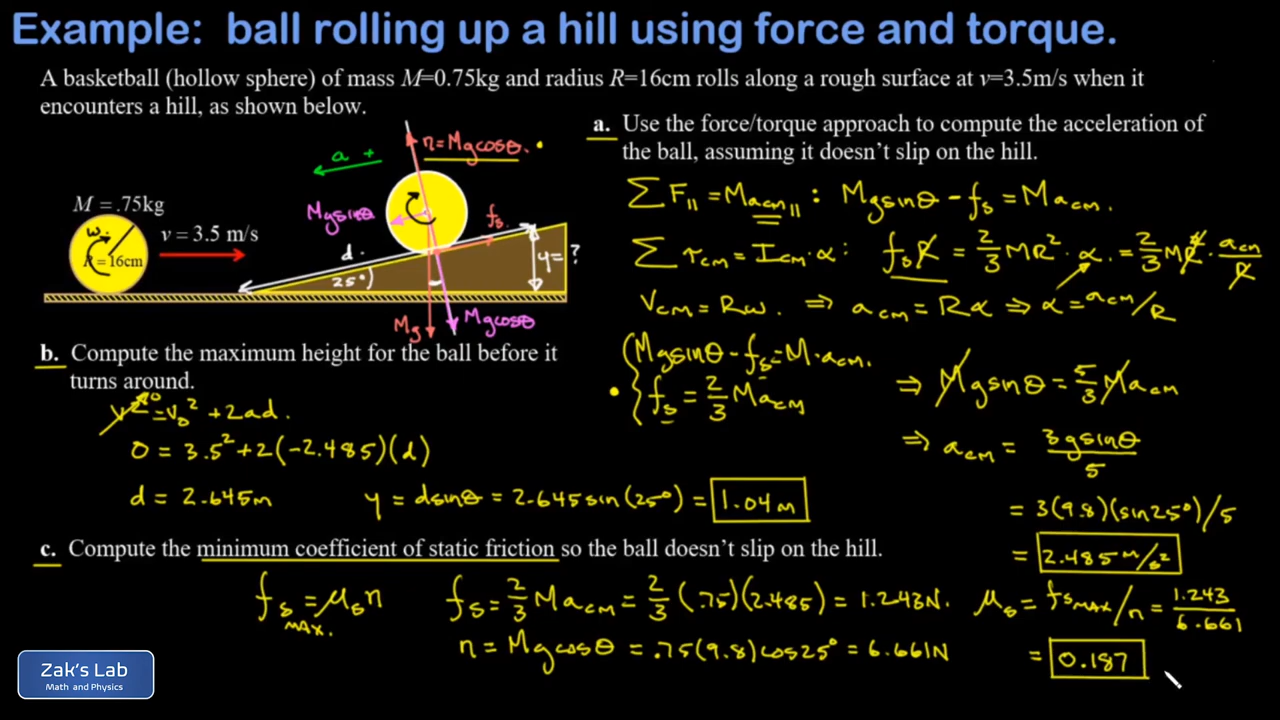 Example: ball rolling up a hill using force and torque.
A basketball (hollow sphere) of mass M=0.75kg and radius R=16cm rolls along a rough surface at v=3.5m/s when it
encounters a hill, as shown below.
a +
n=Mgcosθ.
M = .75kg
ω.
R = 16cm
v = 3.5 m/s
Mgsinθ
fs
d.
25°
y= ?
Mg
Mgcosθ
a. Use the force/torque approach to compute the acceleration of
the ball, assuming it doesn't slip on the hill.
ΣF∥ = Macm∥ : Mgsinθ - fs = Macm.
Στcm = Icm·α : fsR = 2/3 MR²·α = 2/3 MR²·acm/R
Vcm = Rω. ⇒ acm = Rα ⇒ α = acm/R
{Mgsinθ - fs = M·acm.
{fs = 2/3 Macm
⇒ Mgsinθ = 5/3 Macm
⇒ acm = 3gsinθ/5
= 3(9.8)(sin25°)/5
= 2.485 m/s²
b. Compute the maximum height for the ball before it
turns around.
v²=v₀²+2ad.
0
0 = 3.5²+2(-2.485)(d)
d = 2.645m
y = dsinθ = 2.645sin(25°) = 1.04m
c. Compute the minimum coefficient of static friction so the ball doesn't slip on the hill.
fs MAX. = μsn
fs = 2/3 Macm = 2/3 (.75)(2.485) = 1.243N.
n = Mgcosθ = .75(9.8)cos25° = 6.661N
μs = fsMAX/n = 1.243/6.661
= 0.187
Zak's Lab
Math and Physics